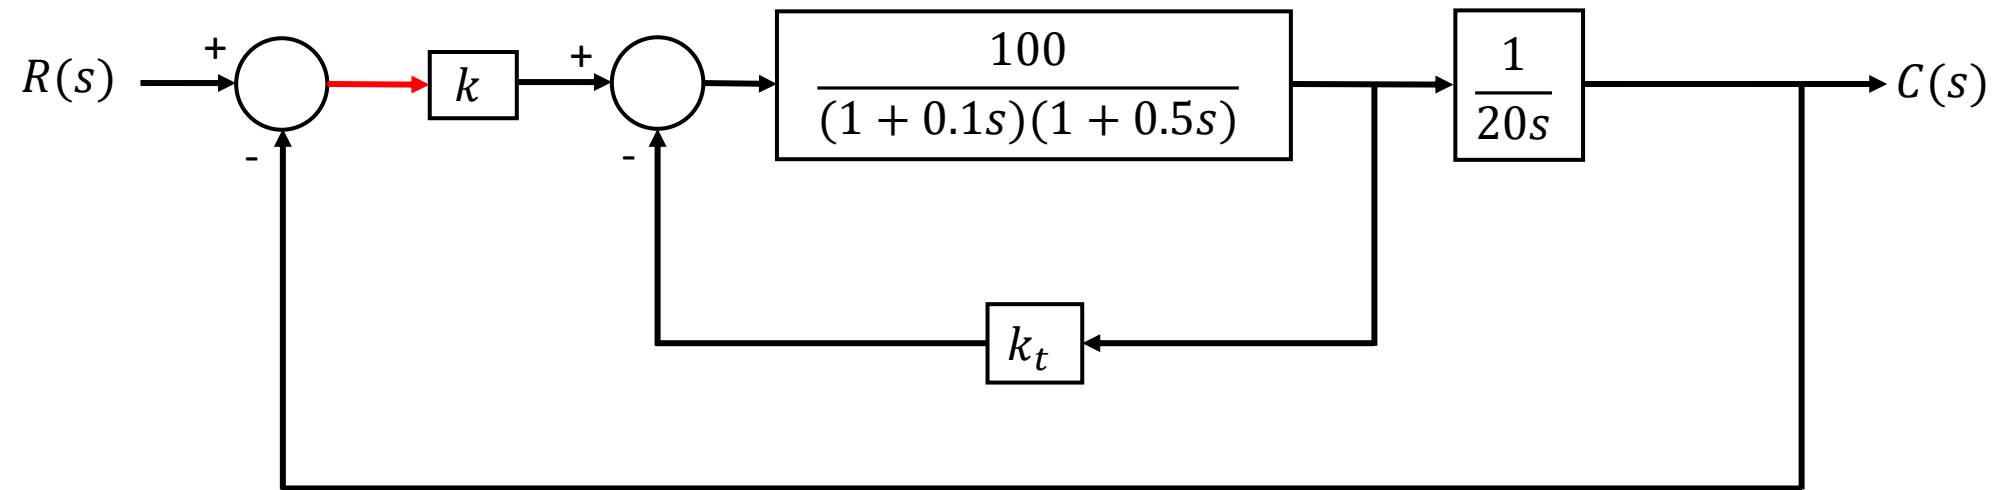 R(s)
+
-
k
+
-
100
(1 + 0.1s)(1 + 0.5s)
1
20s
C(s)
k_t